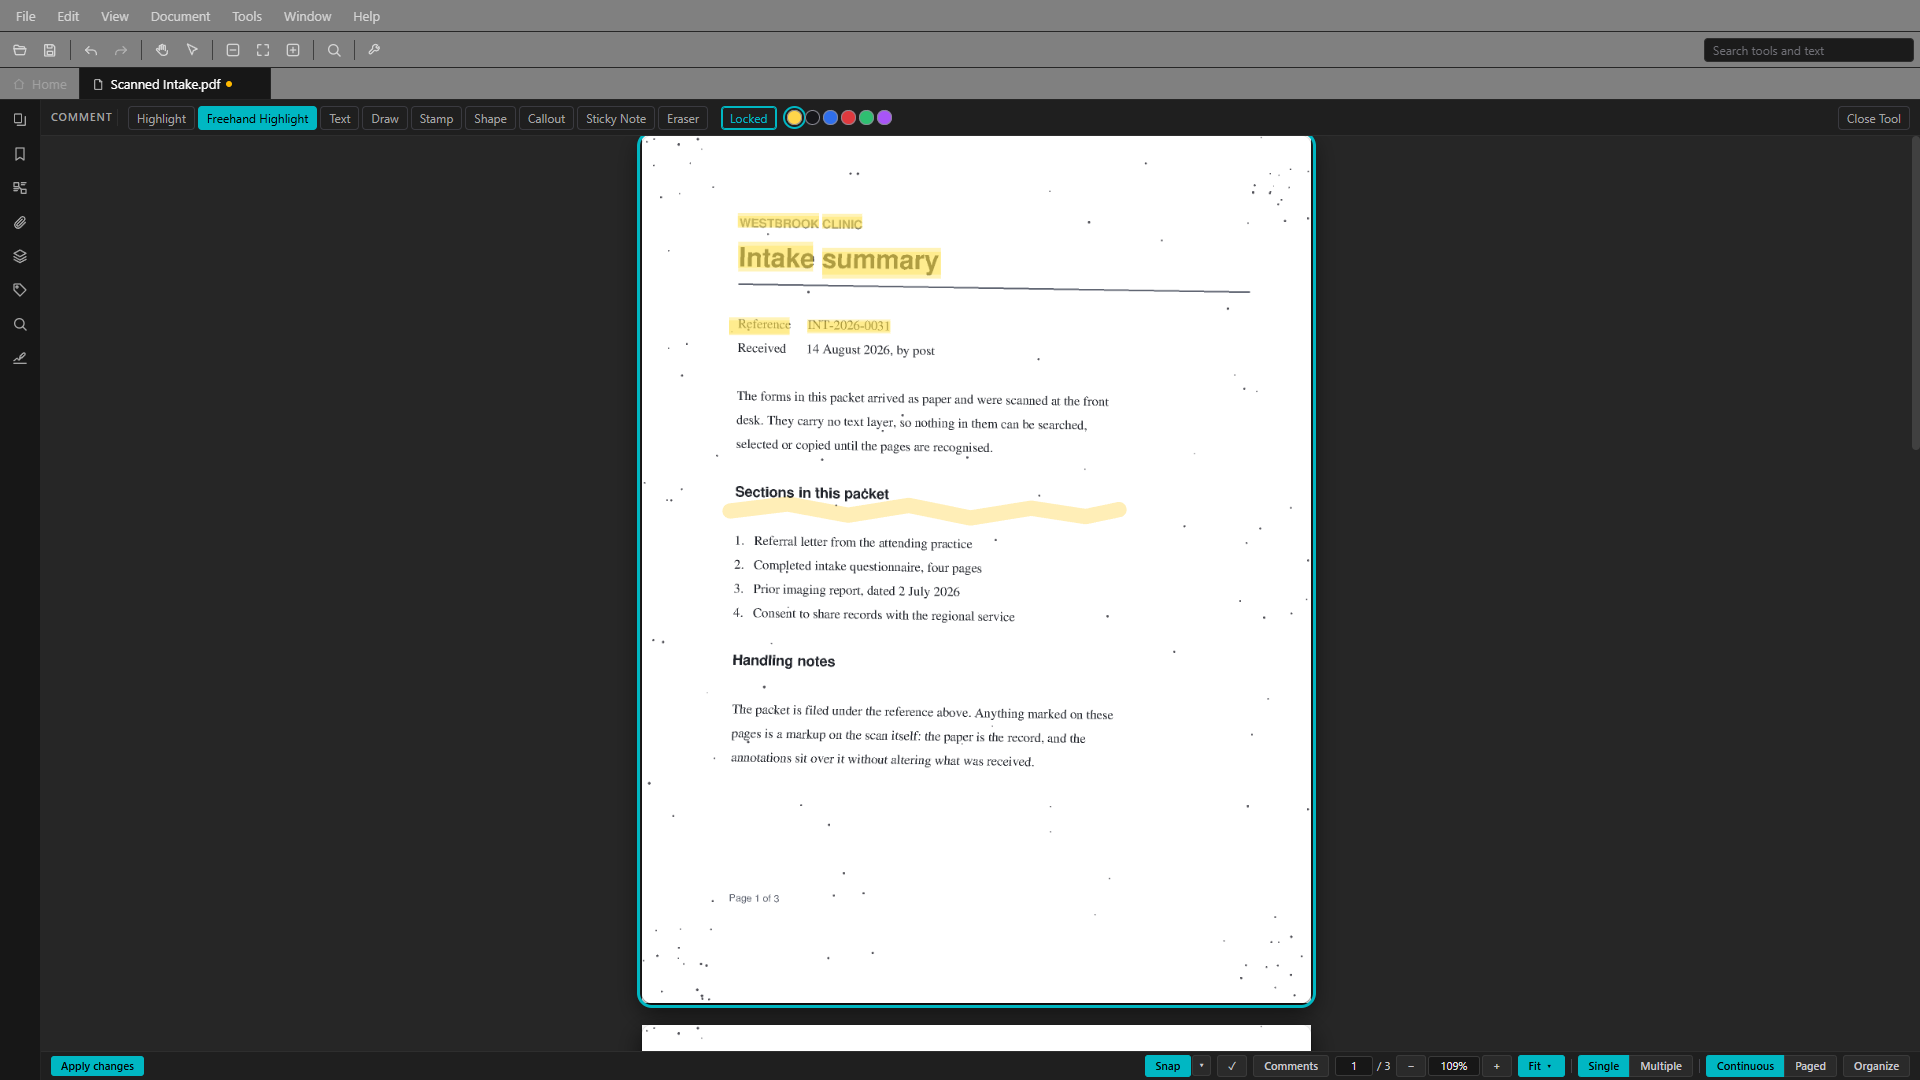 File Edit View Document Tools Window Help
Search tools and text
Home Scanned Intake.pdf
COMMENT Highlight Freehand Highlight Text Draw Stamp Shape Callout Sticky Note Eraser Locked Close Tool
WESTBROOK CLINIC
Intake summary
Reference INT-2026-0031
Received 14 August 2026, by post
The forms in this packet arrived as paper and were scanned at the front
desk. They carry no text layer, so nothing in them can be searched,
selected or copied until the pages are recognised.
Sections in this packet
1. Referral letter from the attending practice
2. Completed intake questionnaire, four pages
3. Prior imaging report, dated 2 July 2026
4. Consent to share records with the regional service
Handling notes
The packet is filed under the reference above. Anything marked on these
pages is a markup on the scan itself: the paper is the record, and the
annotations sit over it without altering what was received.
Page 1 of 3
Apply changes Snap ✓ Comments 1 / 3 − 109% + Fit Single Multiple Continuous Paged Organize